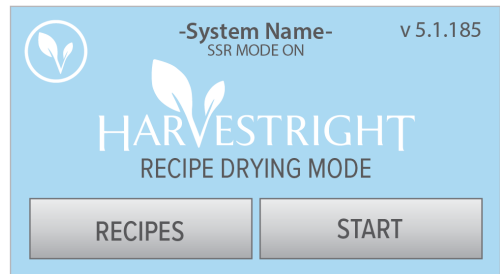 -System Name-
v 5.1.185
SSR MODE ON
HARVESTRIGHT
RECIPE DRYING MODE
RECIPES
START